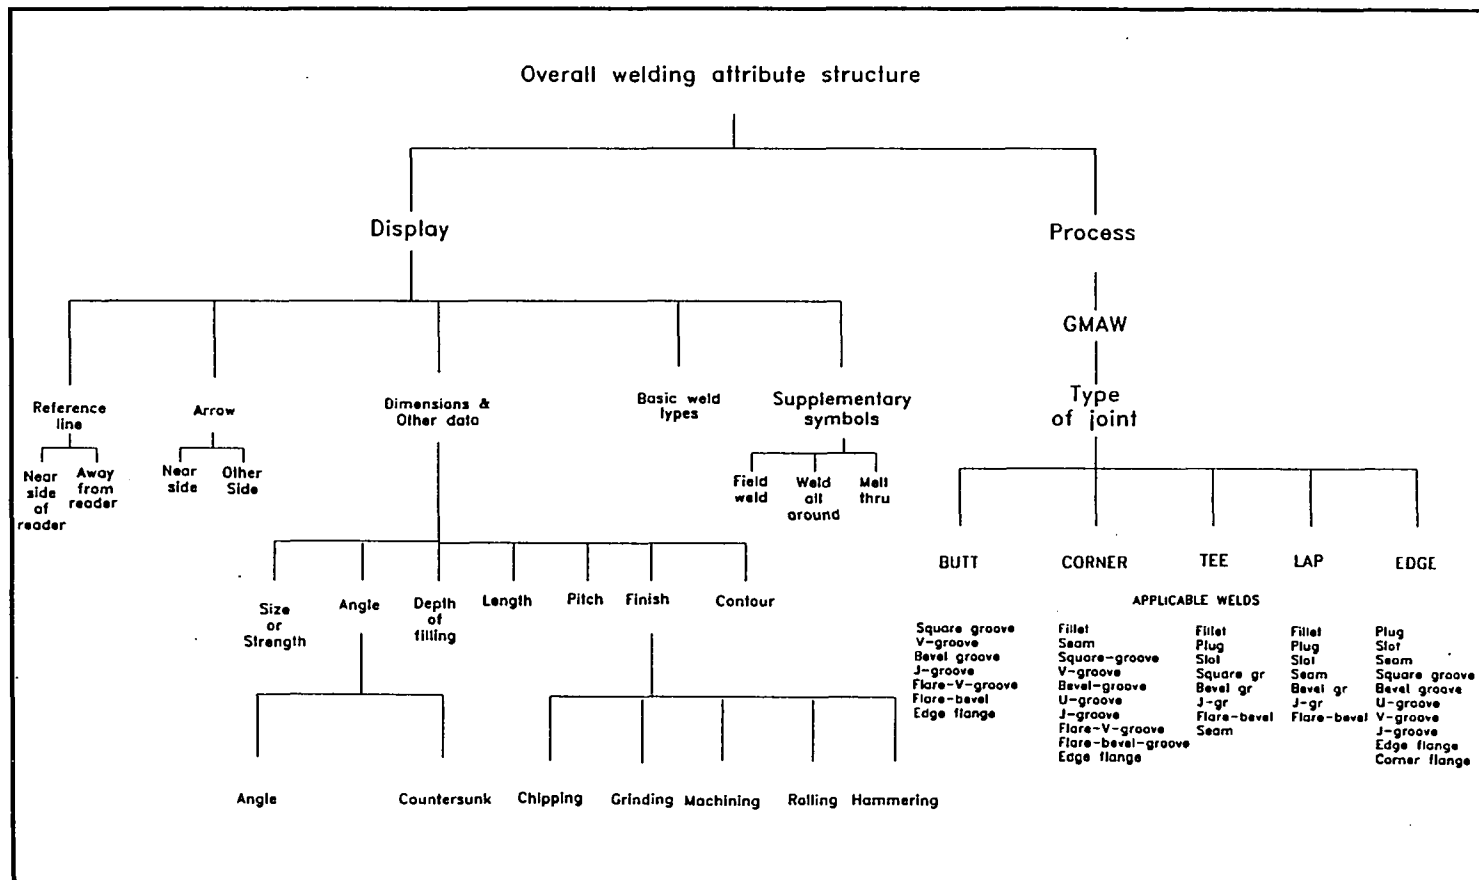 Overall welding attribute structure
Display
Process
GMAW
Type
of joint
Reference
line
Arrow
Dimensions &
Other data
Basic weld
types
Supplementary
symbols
Near
side
of
reader
Away
from
reader
Near
side
Other
Side
Field
weld
Weld
all
around
Melt
thru
Size
or
Strength
Angle
Depth
of
filling
Length
Pitch
Finish
Contour
Angle
Countersunk
Chipping
Grinding
Machining
Rolling
Hammering
BUTT
CORNER
TEE
LAP
EDGE
APPLICABLE WELDS
Square groove
V-groove
Bevel groove
J-groove
Flare-V-groove
Flare-bevel
Edge flange
Fillet
Seam
Square-groove
V-groove
Bevel-groove
U-groove
J-groove
Flare-V-groove
Flare-bevel-groove
Edge flange
Fillet
Plug
Slot
Square gr
Bevel gr
J-gr
Flare-bevel
Seam
Fillet
Plug
Slot
Seam
Bevel gr
J-gr
Flare-bevel
Plug
Slot
Seam
Square groove
Bevel groove
U-groove
V-groove
J-groove
Edge flange
Corner flange